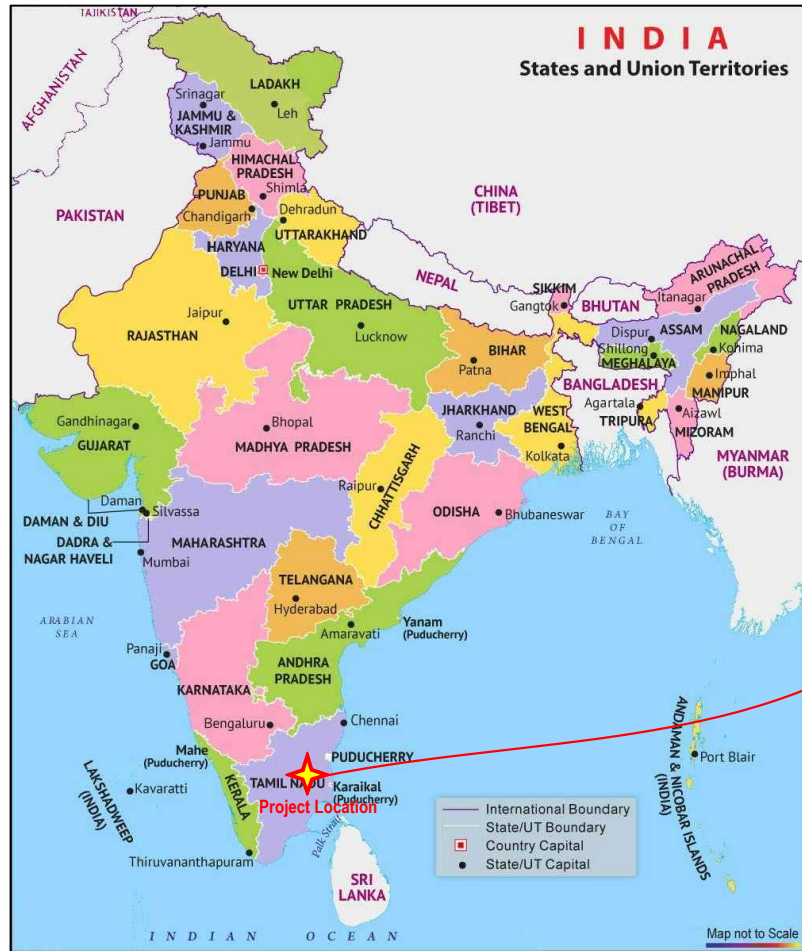 TAJIKISTAN
INDIA
States and Union Territories
AFGHANISTAN
LADAKH
Srinagar
Leh
JAMMU &
KASHMIR
Jammu
HIMACHAL
PRADESH
Shimla
CHINA
(TIBET)
PAKISTAN
PUNJAB
Chandigarh
Dehradun
UTTARAKHAND
HARYANA
DELHI
New Delhi
NEPAL
ARUNACHAL
PRADESH
Itanagar
SIKKIM
Gangtok
BHUTAN
UTTAR PRADESH
Jaipur
Lucknow
RAJASTHAN
Dispur
ASSAM
NAGALAND
Shillong
Kohima
MEGHALAYA
BIHAR
Patna
Imphal
MANIPUR
BANGLADESH
Agartala
Aizawl
TRIPURA
MIZORAM
JHARKHAND
Ranchi
WEST
BENGAL
Kolkata
Gandhinagar
GUJARAT
Bhopal
MADHYA PRADESH
MYANMAR
(BURMA)
CHHATTISGARH
Raipur
ODISHA
Bhubaneswar
BAY
OF
BENGAL
Daman
Silvassa
DAMAN & DIU
DADRA &
NAGAR HAVELI
MAHARASHTRA
Mumbai
TELANGANA
Hyderabad
ARABIAN
SEA
Yanam
(Puducherry)
Amaravati
Panaji
GOA
ANDHRA
PRADESH
KARNATAKA
Bengaluru
Chennai
Mahe
(Puducherry)
PUDUCHERRY
ANDAMAN & NICOBAR ISLANDS
(INDIA)
Port Blair
LAKSHADWEEP
(INDIA)
Kavaratti
KERALA
TAMIL NADU
Karaikal
(Puducherry)
Project Location
Palk Strait
Thiruvananthapuram
SRI
LANKA
International Boundary
State/UT Boundary
Country Capital
State/UT Capital
INDIAN OCEAN
Map not to Scale